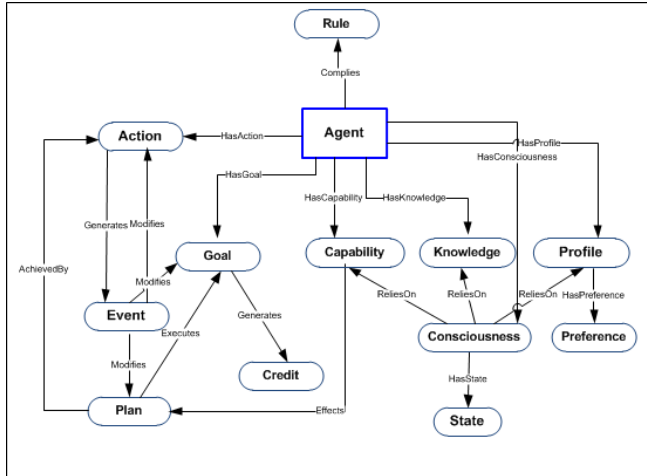 Rule
Complies
Action
HasAction
Agent
HasProfile
HasConsciousness
HasGoal
HasCapability
HasKnowledge
Generates
Modifies
Goal
Capability
Knowledge
Profile
AchievedBy
Modifies
ReliesOn
ReliesOn
ReliesOn
HasPreference
Event
Executes
Generates
Consciousness
Preference
Modifies
Credit
HasState
Plan
Effects
State